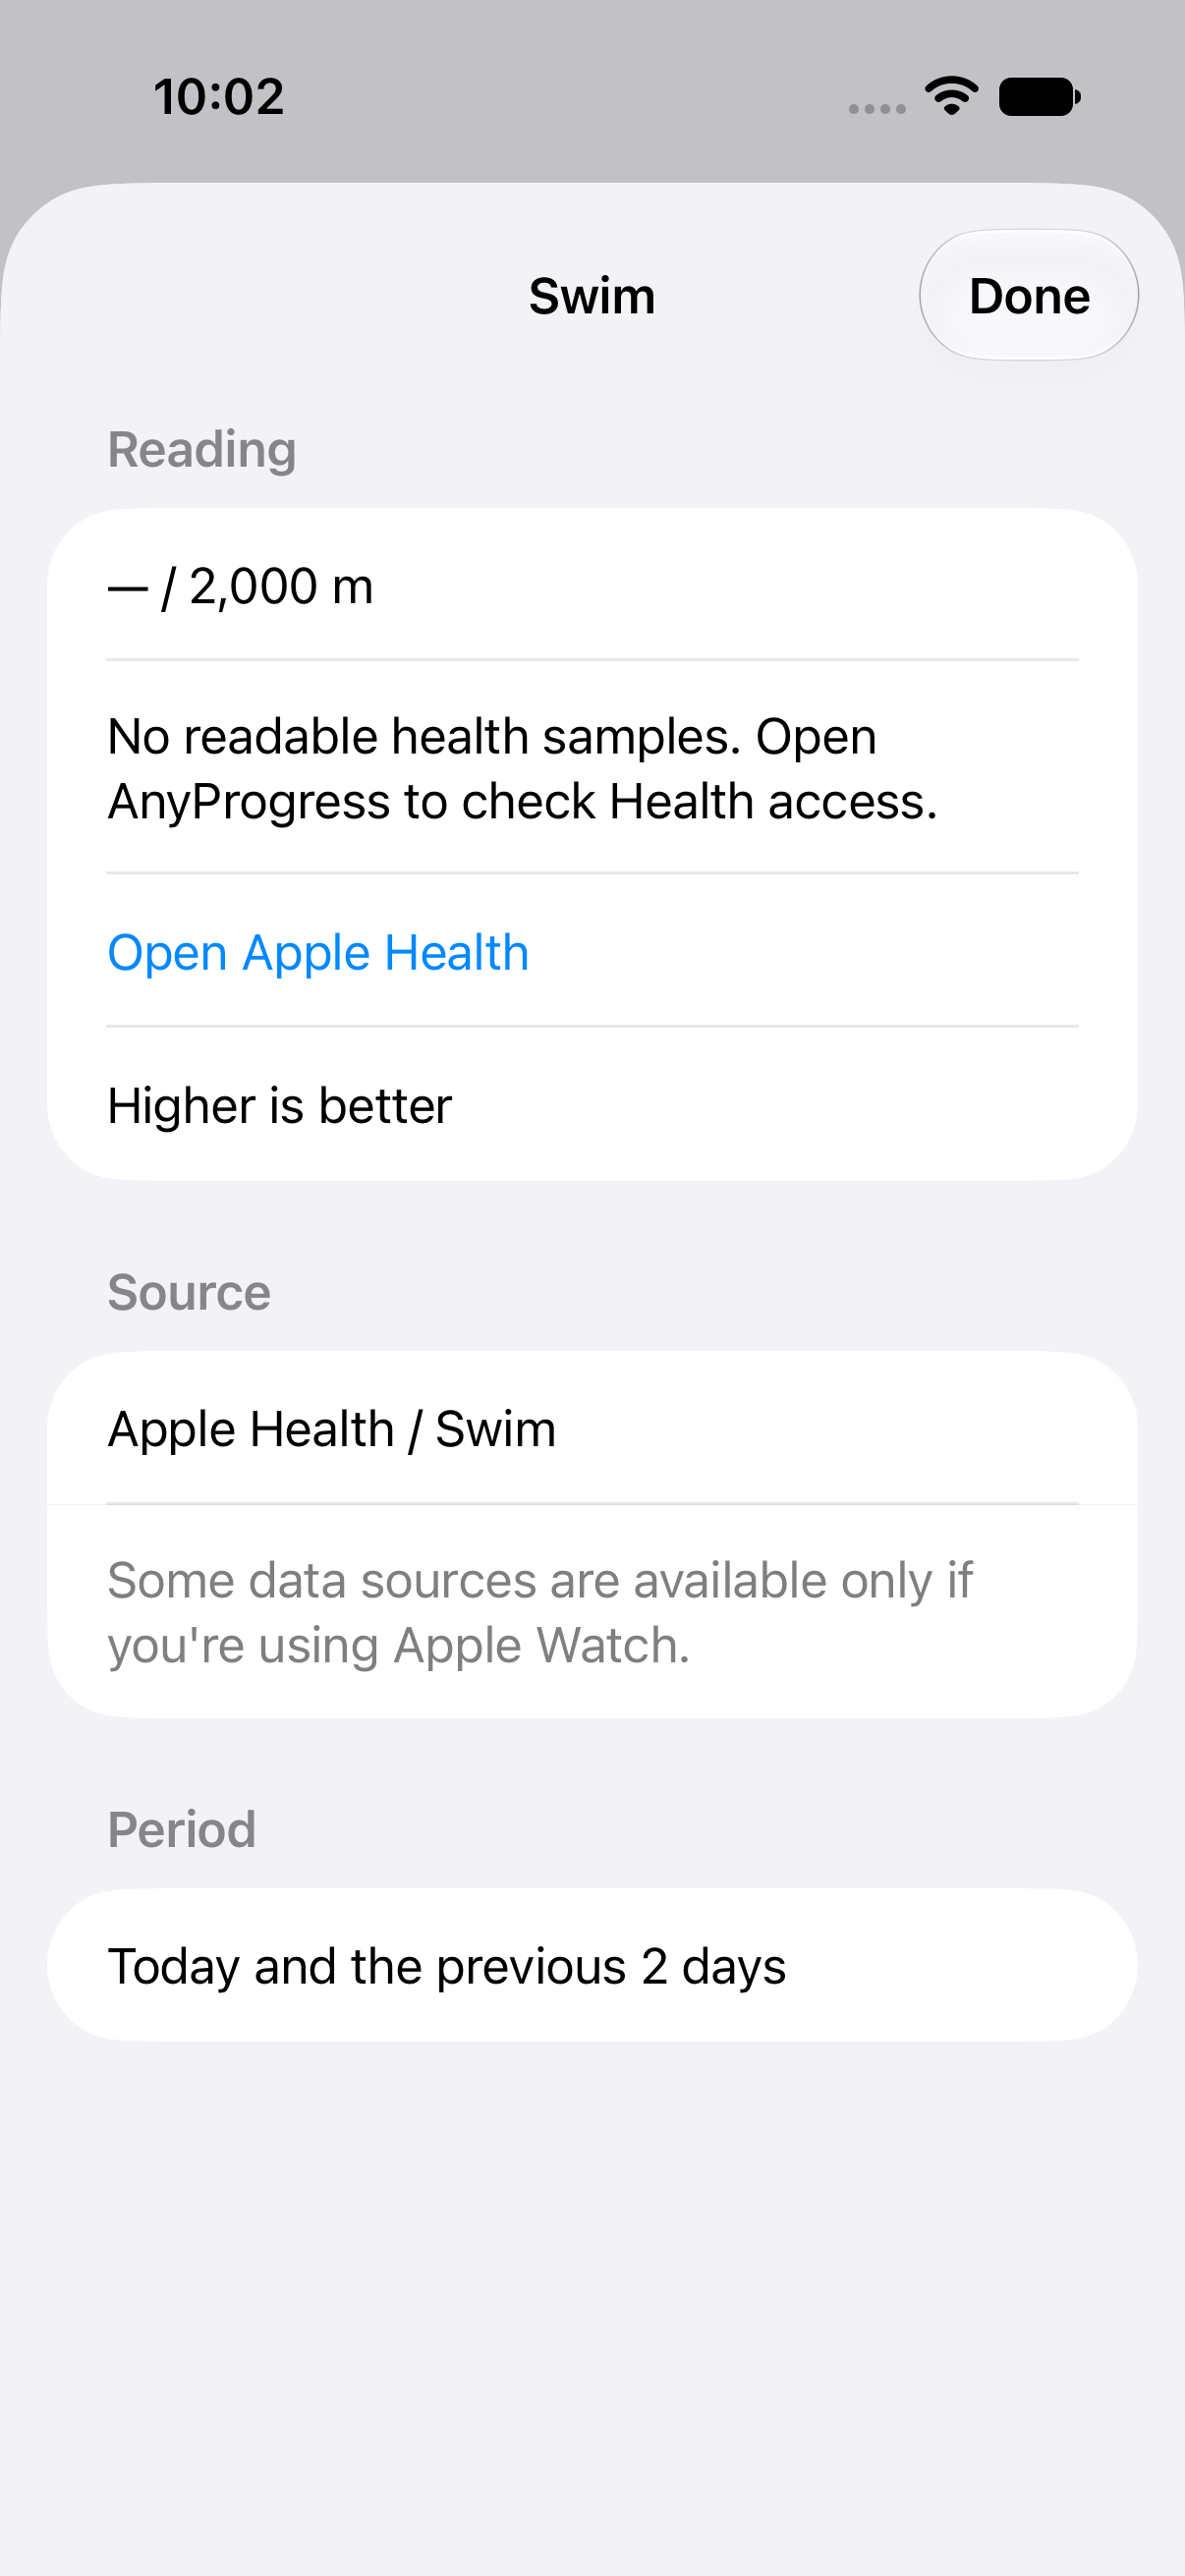 10:02
Swim
Done
Reading
— / 2,000 m
No readable health samples. Open
AnyProgress to check Health access.
Open Apple Health
Higher is better
Source
Apple Health / Swim
Some data sources are available only if
you're using Apple Watch.
Period
Today and the previous 2 days